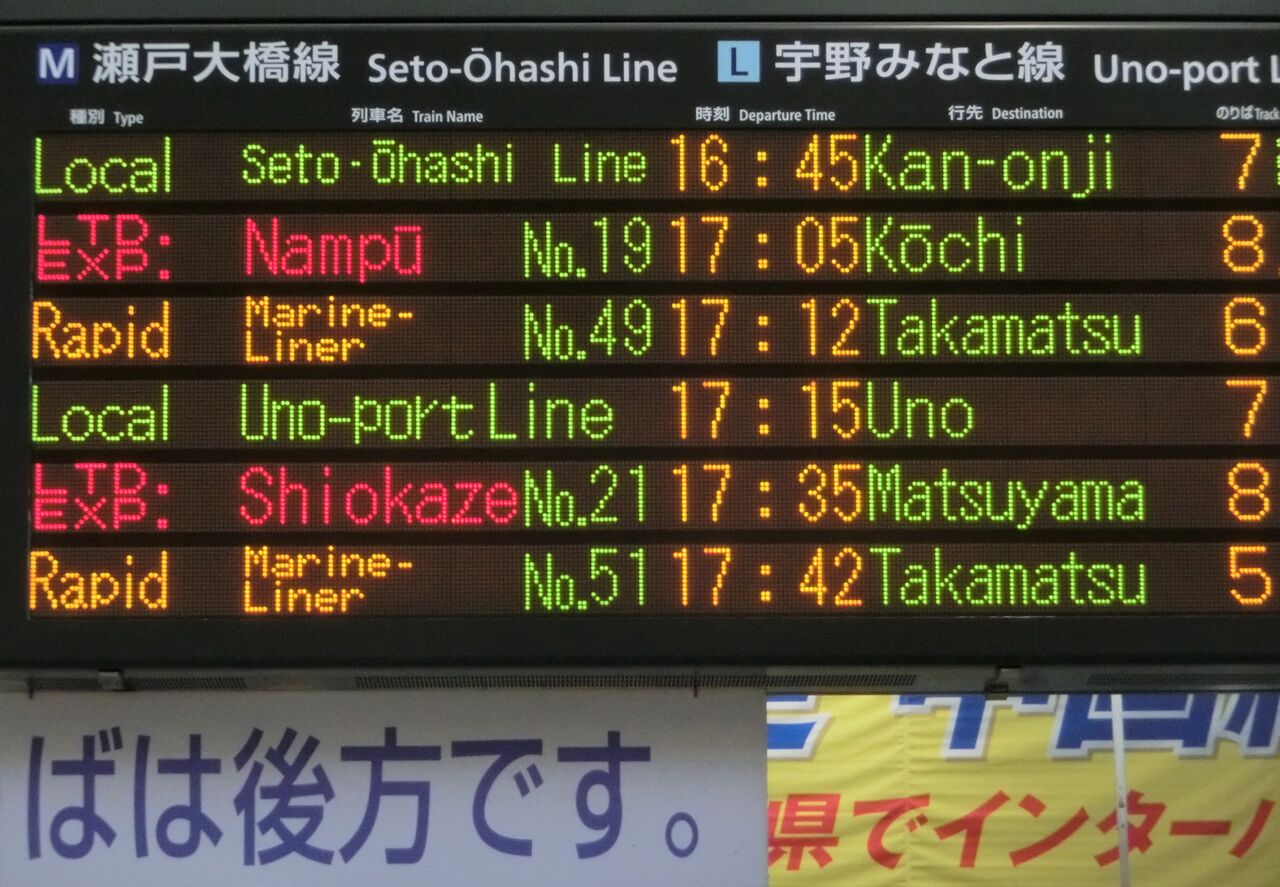 M 瀬戸大橋線 Seto-Ōhashi Line L 宇野みなと線 Uno-port L
種別 Type 列車名 Train Name 時刻 Departure Time 行先 Destination のりば Track
Local Seto-Ōhashi Line 16:45 Kan-onji 7
LTD EXP: Nampū No.19 17:05 Kōchi 8
Rapid Marine-Liner No.49 17:12 Takamatsu 6
Local Uno-port Line 17:15 Uno 7
LTD EXP: Shiokaze No.21 17:35 Matsuyama 8
Rapid Marine-Liner No.51 17:42 Takamatsu 5
ばは後方です。
県でインター